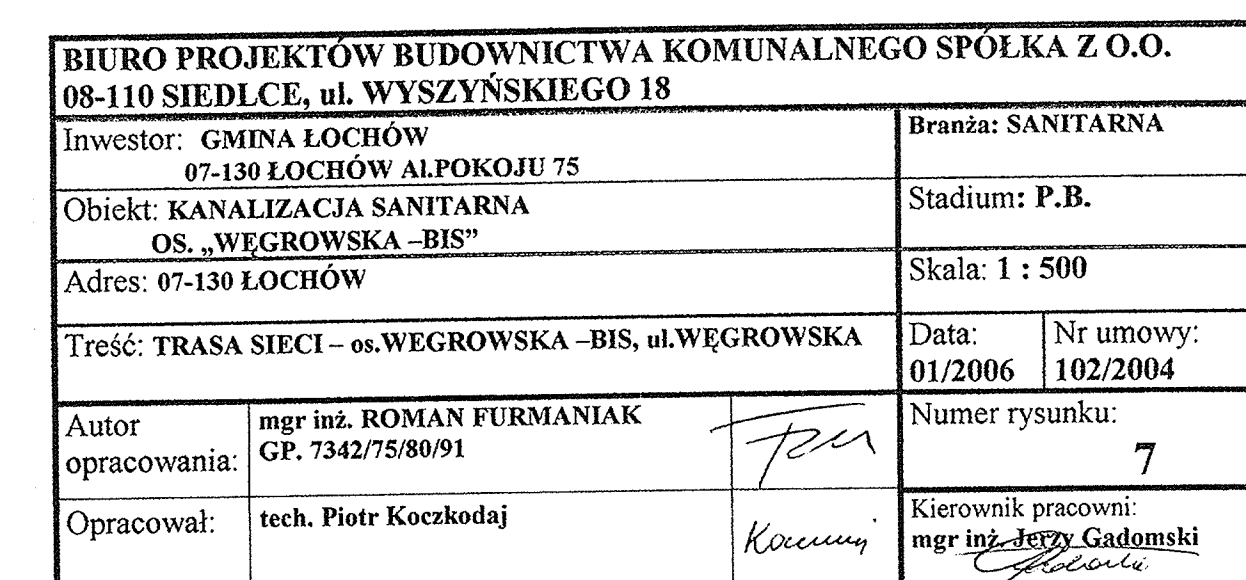 BIURO PROJEKTÓW BUDOWNICTWA KOMUNALNEGO SPÓŁKA Z O.O.
08-110 SIEDLCE, ul. WYSZYŃSKIEGO 18
Inwestor: GMINA ŁOCHÓW
07-130 ŁOCHÓW Al.POKOJU 75
Branża: SANITARNA
Obiekt: KANALIZACJA SANITARNA
OS. „WĘGROWSKA –BIS”
Stadium: P.B.
Adres: 07-130 ŁOCHÓW
Skala: 1 : 500
Treść: TRASA SIECI – os.WEGROWSKA –BIS, ul.WĘGROWSKA
Data:
01/2006
Nr umowy:
102/2004
Autor
opracowania:
mgr inż. ROMAN FURMANIAK
GP. 7342/75/80/91
Numer rysunku:
7
Opracował:
tech. Piotr Koczkodaj
Kierownik pracowni:
mgr inż. Jerzy Gadomski